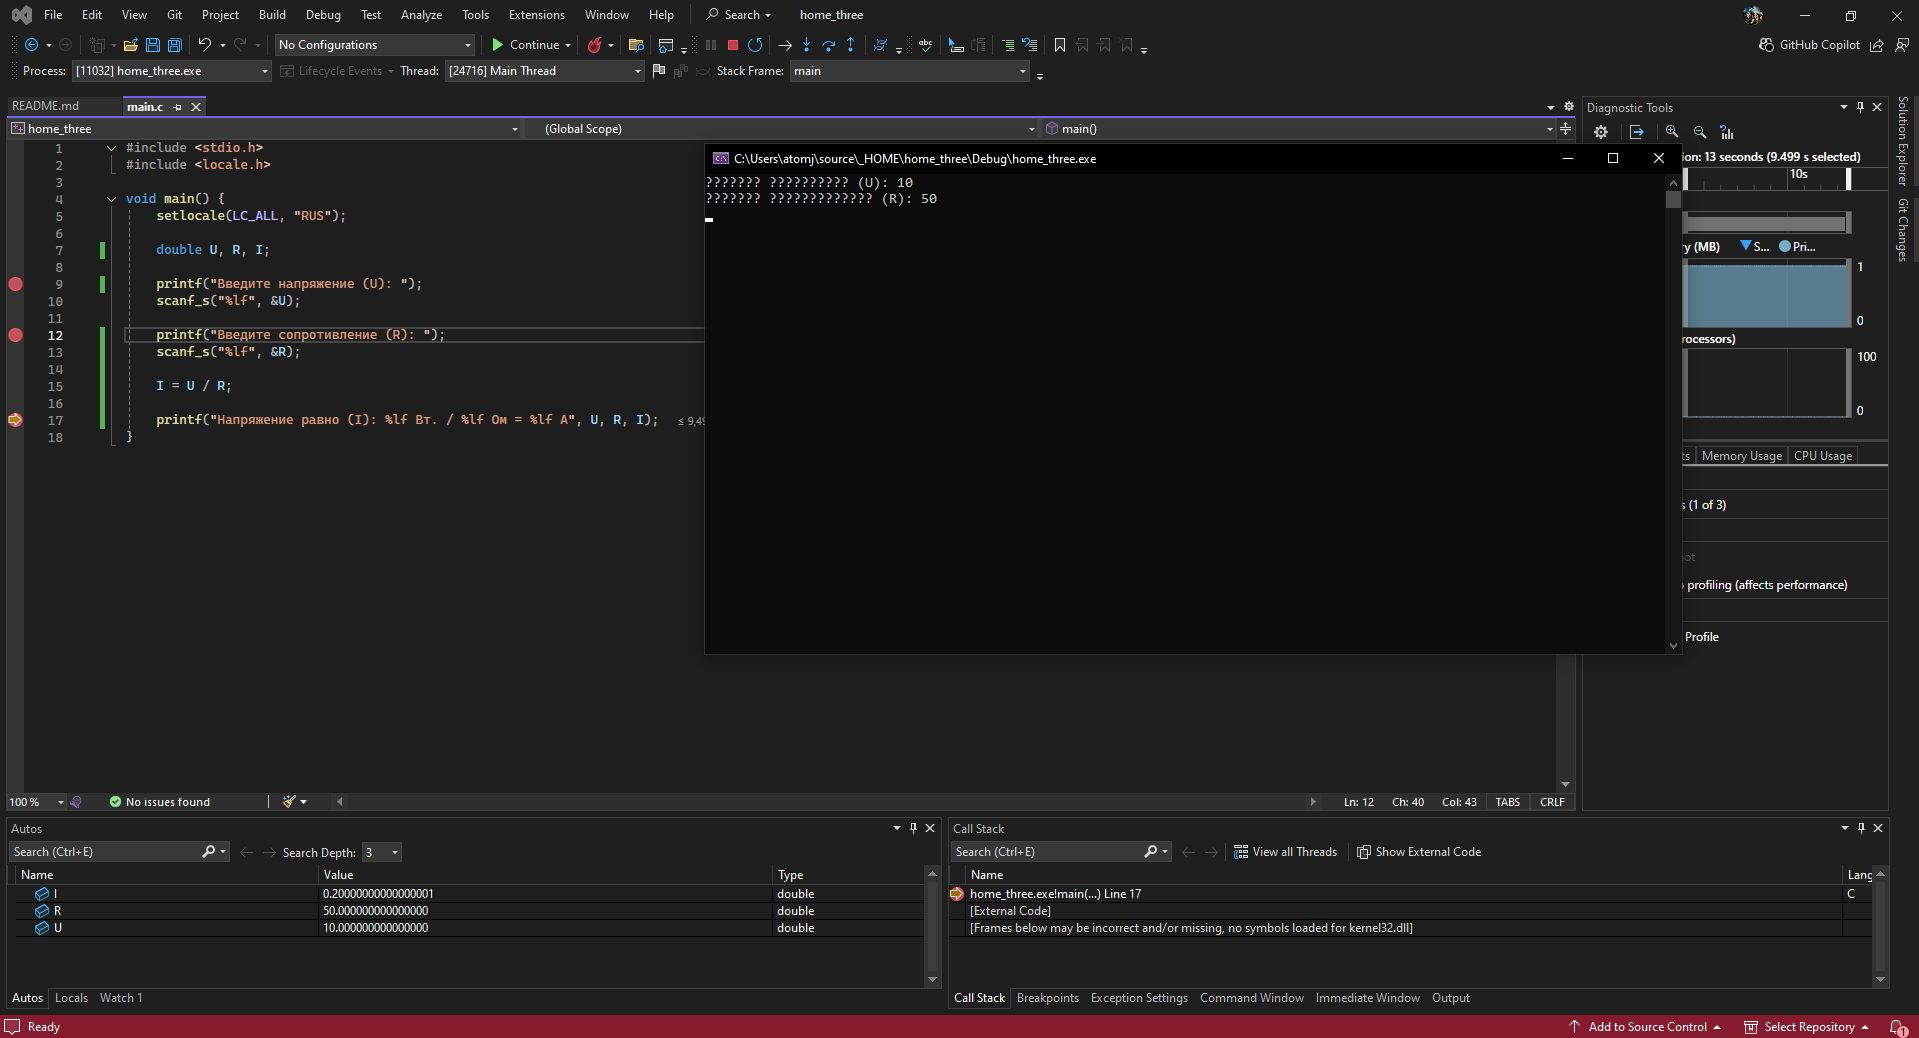 File Edit View Git Project Build Debug Test Analyze Tools Extensions Window Help Search home_three
No Configurations Continue GitHub Copilot
Process: [11032] home_three.exe Lifecycle Events Thread: [24716] Main Thread Stack Frame: main
README.md main.c
home_three (Global Scope) main()
1 #include <stdio.h>
2 #include <locale.h>
3
4 void main() {
5 setlocale(LC_ALL, "RUS");
6
7 double U, R, I;
8
9 printf("Введите напряжение (U): ");
10 scanf_s("%lf", &U);
11
12 printf("Введите сопротивление (R): ");
13 scanf_s("%lf", &R);
14
15 I = U / R;
16
17 printf("Напряжение равно (I): %lf Вт. / %lf Ом = %lf А", U, R, I);
18 }
C:\Users\atomj\source\_HOME\home_three\Debug\home_three.exe
??????? ?????????? (U): 10
??????? ????????????? (R): 50
Diagnostic Tools
13 seconds (9.499 s selected)
10s
(MB) S... Pri...
1
0
100
0
Memory Usage CPU Usage
(1 of 3)
profiling (affects performance)
Profile
Solution Explorer
Git Changes
100 % No issues found Ln: 12 Ch: 40 Col: 43 TABS CRLF
Autos
Search (Ctrl+E) Search Depth: 3
Name Value Type
I 0.20000000000000001 double
R 50.000000000000000 double
U 10.000000000000000 double
Autos Locals Watch 1
Call Stack
Search (Ctrl+E) View all Threads Show External Code
Name Lang
home_three.exe!main(...) Line 17 C
[External Code]
[Frames below may be incorrect and/or missing, no symbols loaded for kernel32.dll]
Call Stack Breakpoints Exception Settings Command Window Immediate Window Output
Ready Add to Source Control Select Repository 1